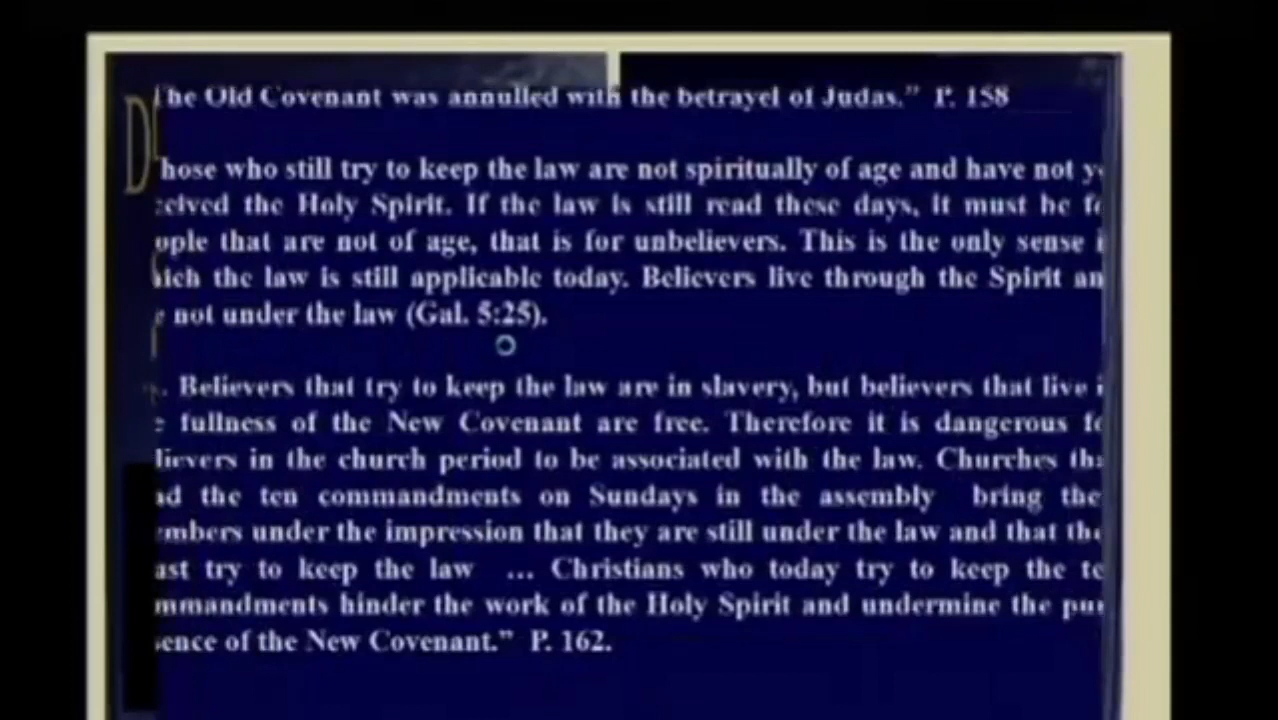 The Old Covenant was annulled with the betrayel of Judas.” P. 158
hose who still try to keep the law are not spiritually of age and have not y
ceived the Holy Spirit. If the law is still read these days, it must be fo
ople that are not of age, that is for unbelievers. This is the only sense i
hich the law is still applicable today. Believers live through the Spirit an
e not under the law (Gal. 5:25).
. Believers that try to keep the law are in slavery, but believers that live i
e fullness of the New Covenant are free. Therefore it is dangerous fo
lievers in the church period to be associated with the law. Churches tha
ad the ten commandments on Sundays in the assembly bring the
embers under the impression that they are still under the law and that the
ust try to keep the law ... Christians who today try to keep the te
mmandments hinder the work of the Holy Spirit and undermine the pur
sence of the New Covenant.” P. 162.